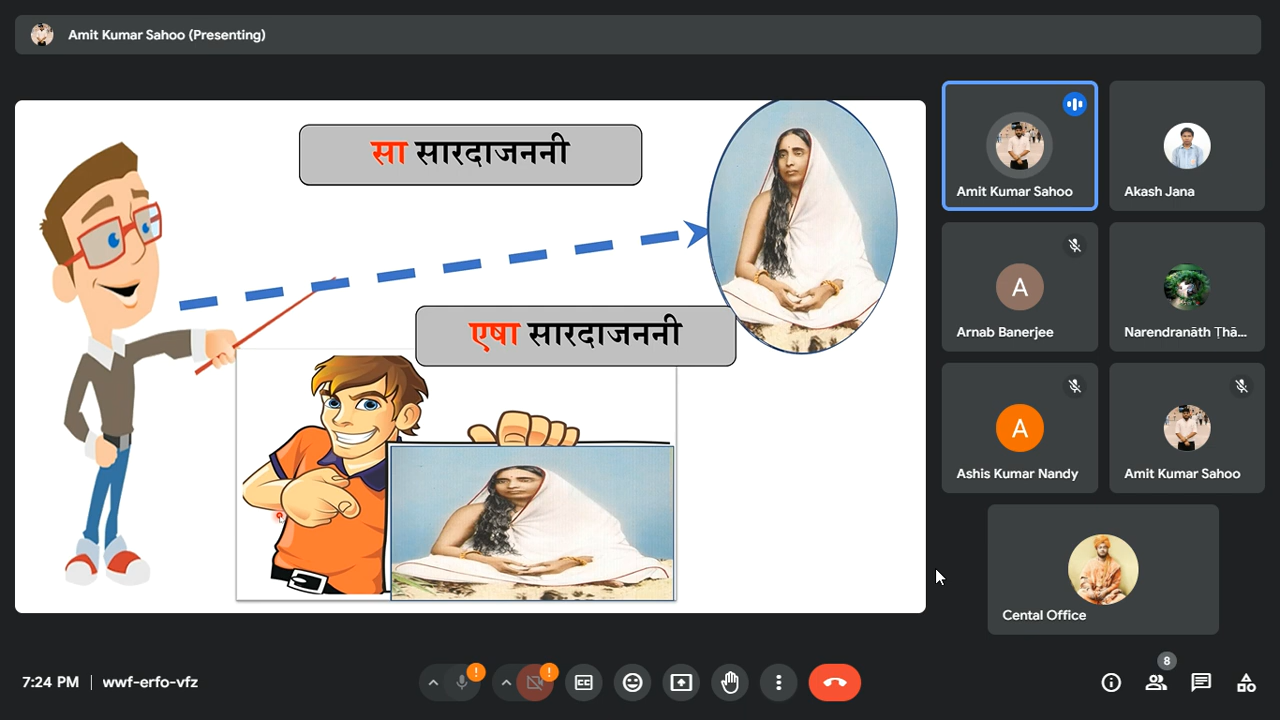 Amit Kumar Sahoo (Presenting)
सा सारदाजननी
एषा सारदाजननी
Amit Kumar Sahoo
Akash Jana
A
Arnab Banerjee
Narendranāth Ṭhā...
A
Ashis Kumar Nandy
Amit Kumar Sahoo
Cental Office
7:24 PM | wwf-erfo-vfz
8